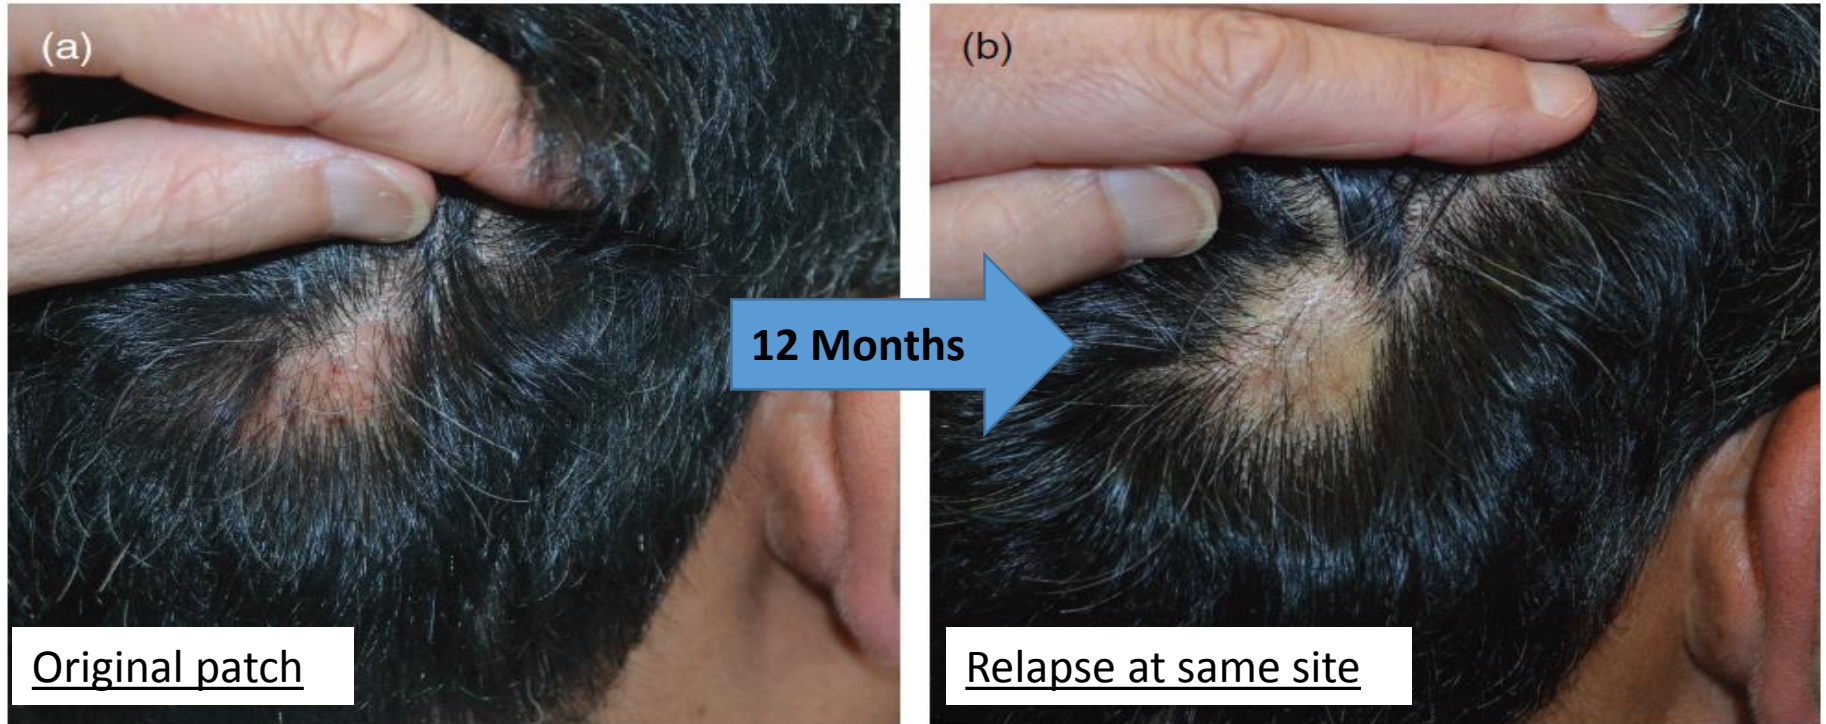 (a)
(b)
12 Months
Original patch
Relapse at same site